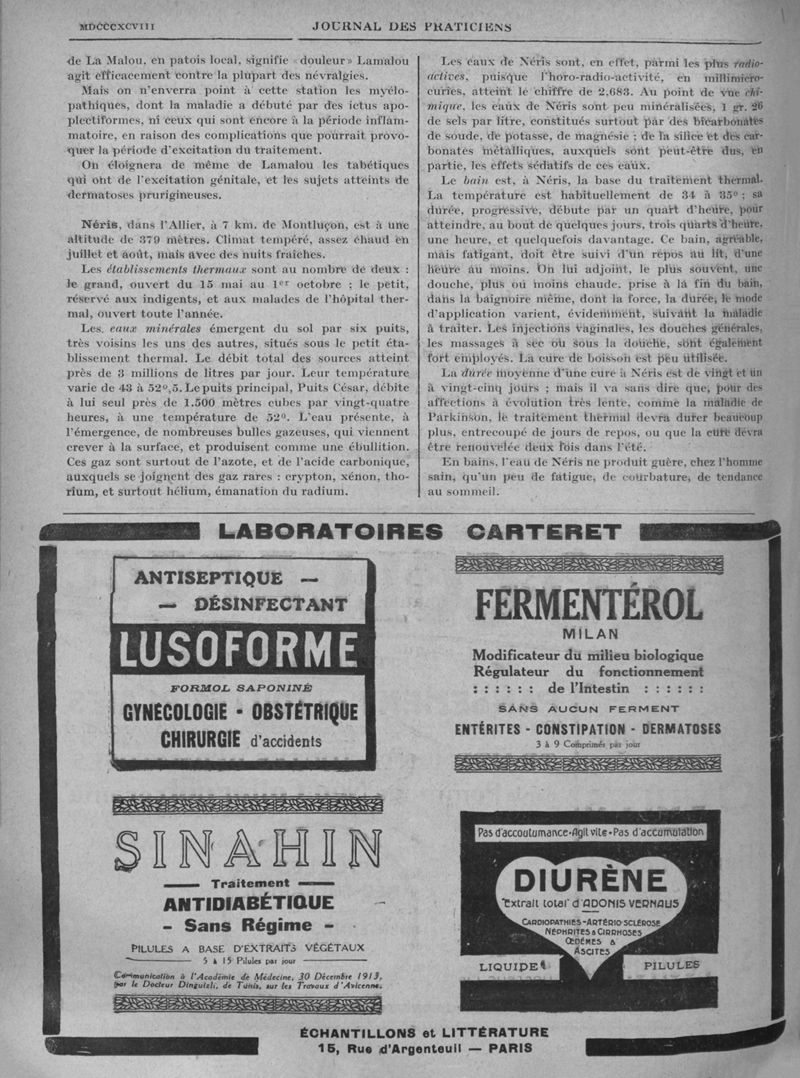 MDCCCXCVIII
JOURNAL DES PRATICIENS
de La Malou, en patois local, signifie «douleur» Lamalou
agit efficacement contre la plupart des névralgies.
Mais on n'enverra point à cette station les myélo-
pathiques, dont la maladie a débuté par des ictus apo-
plectiformes, ni ceux qui sont encore à la période inflam-
matoire, en raison des complications que pourrait provo-
quer la période d'excitation du traitement.
On éloignera de même de Lamalou les tabétiques
qui ont de l'excitation génitale, et les sujets atteints de
dermatoses prurigineuses.
Néris, dans l'Allier, à 7 km. de Montluçon, est à une
altitude de 379 mètres. Climat tempéré, assez chaud en
juillet et août, mais avec des nuits fraîches.
Les établissements thermaux sont au nombre de deux :
le grand, ouvert du 15 mai au 1er octobre ; le petit,
réservé aux indigents, et aux malades de l'hôpital ther-
mal, ouvert toute l'année.
Les. eaux minérales émergent du sol par six puits,
très voisins les uns des autres, situés sous le petit éta-
blissement thermal. Le débit total des sources atteint
près de 3 millions de litres par jour. Leur température
varie de 43 à 52°,5. Le puits principal, Puits César, débite
à lui seul près de 1.500 mètres cubes par vingt-quatre
heures, à une température de 52°. L'eau présente, à
l'émergence, de nombreuses bulles gazeuses, qui viennent
crever à la surface, et produisent comme une ébullition.
Ces gaz sont surtout de l'azote, et de l'acide carbonique,
auxquels se joignent des gaz rares : crypton, xénon, tho-
rium, et surtout hélium, émanation du radium.
Les eaux de Néris sont, en effet, parmi les plus radio-
actives, puisque l'horo-radio-activité, en millimicro-
curies, atteint le chiffre de 2,683. Au point de vue chi-
mique, les eaux de Néris sont peu minéralisées, 1 gr. 26
de sels par litre, constitués surtout par des bicarbonates
de soude, de potasse, de magnésie ; de la silice et des car-
bonates métalliques, auxquels sont peut-être dus, en
partie, les effets sédatifs de ces eaux.
Le bain est, à Néris, la base du traitement thermal.
La température est habituellement de 34 à 35° ; sa
durée, progressive, débute par un quart d'heure, pour
atteindre, au bout de quelques jours, trois quarts d'heure,
une heure, et quelquefois davantage. Ce bain, agréable,
mais fatigant, doit être suivi d'un repos au lit, d'une
heure au moins. On lui adjoint, le plus souvent, une
douche, plus ou moins chaude, prise à la fin du bain,
dans la baignoire même, dont la force, la durée, le mode
d'application varient, évidemment, suivant la maladie
à traiter. Les injections vaginales, les douches générales,
les massages à sec ou sous la douche, sont également
fort employés. La cure de boisson est peu utilisée.
La durée moyenne d'une cure à Néris est de vingt et un
à vingt-cinq jours ; mais il va sans dire que, pour des
affections à évolution très lente, comme la maladie de
Parkinson, le traitement thermal devra durer beaucoup
plus, entrecoupé de jours de repos, ou que la cure devra
être renouvelée deux fois dans l'été.
En bains, l'eau de Néris ne produit guère, chez l'homme
sain, qu'un peu de fatigue, de courbature, de tendance
au sommeil.
LABORATOIRES CARTERET
ANTISEPTIQUE —
— DÉSINFECTANT
LUSOFORME
FORMOL SAPONINÉ
GYNÉCOLOGIE - OBSTÉTRIQUE
CHIRURGIE d'accidents
FERMENTÉROL
MILAN
Modificateur du milieu biologique
Régulateur du fonctionnement
: : : : : : de l'Intestin : : : : : :
SANS AUCUN FERMENT
ENTÉRITES - CONSTIPATION - DERMATOSES
3 à 9 Comprimés par jour
SINAHIN
Traitement
ANTIDIABÉTIQUE
- Sans Régime -
PILULES A BASE D'EXTRAITS VÉGÉTAUX
5 à 15 Pilules par jour
Communication à l'Académie de Médecine, 30 Décembre 1913,
par le Docteur Dinguizli, de Tunis, sur les Travaux d'Avicenne.
Pas d'accoutumance-Agit vite-Pas d'accumulation
DIURÈNE
Extrait total d'ADONIS VERNALIS
CARDIOPATHIES-ARTÉRIO-SCLÉROSE
NÉPHRITES & CIRRHOSES
ŒDÈMES &
ASCITES
LIQUIDE
PILULES
ÉCHANTILLONS et LITTÉRATURE
15, Rue d'Argenteuil — PARIS